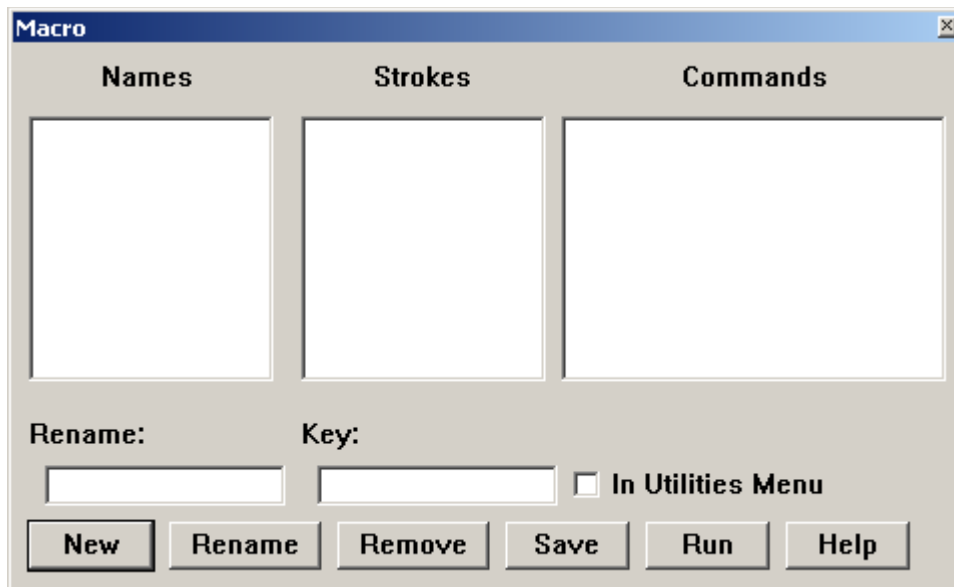 Macro
Names Strokes Commands
Rename: Key:
In Utilities Menu
New Rename Remove Save Run Help